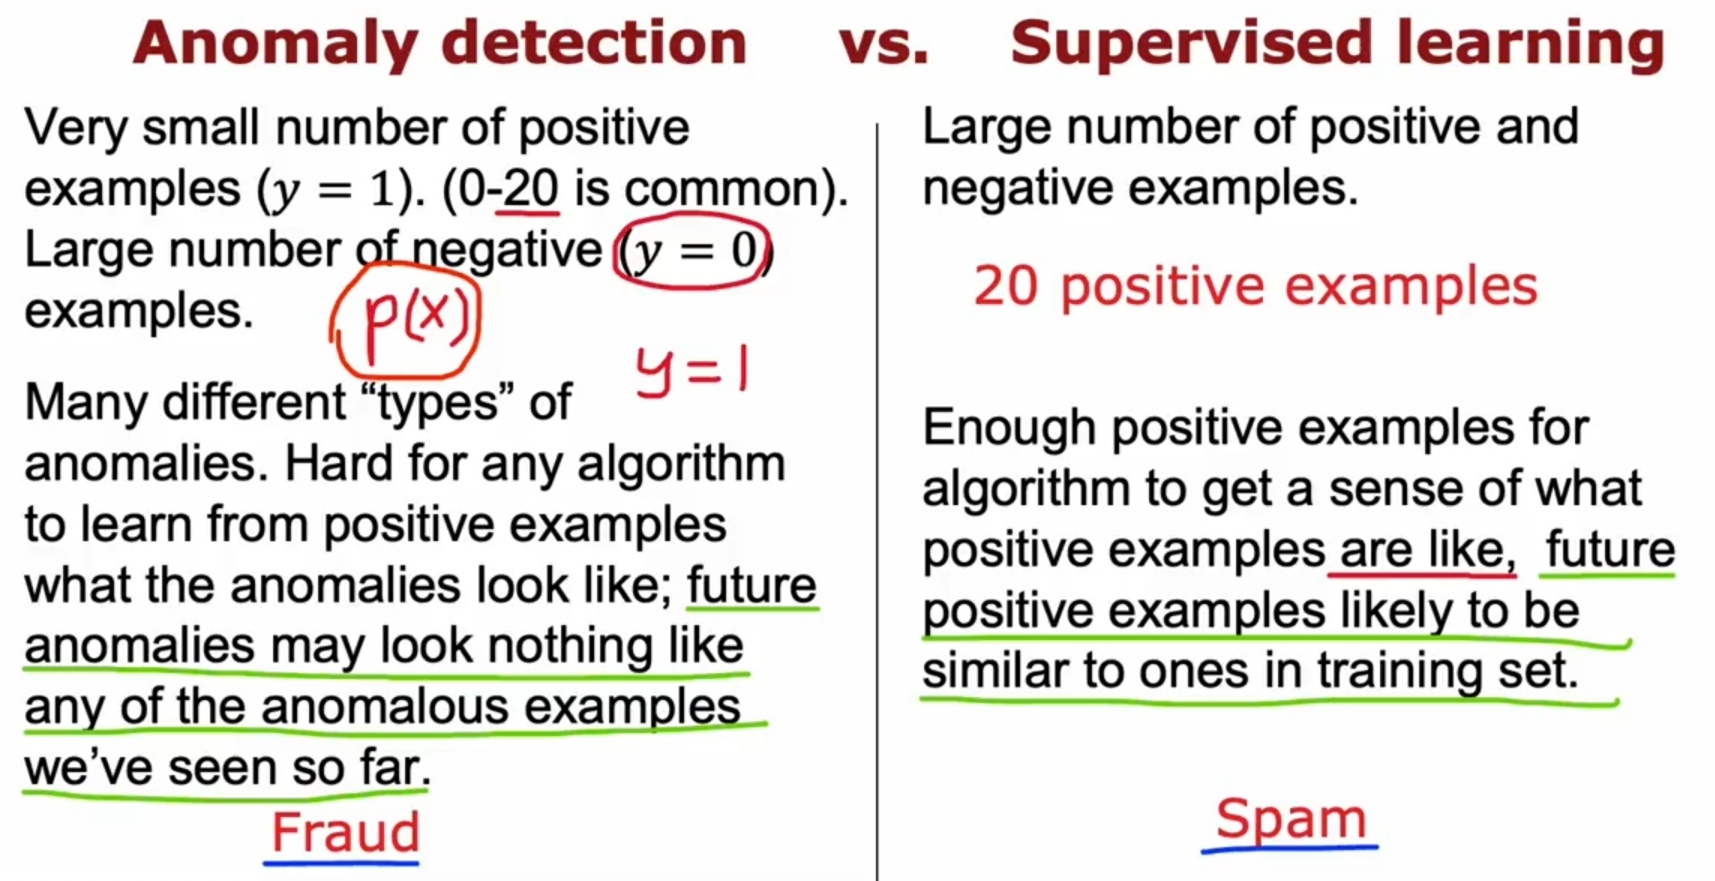 Anomaly detection vs. Supervised learning
Very small number of positive
examples (y = 1). (0-20 is common).
Large number of negative (y = 0)
examples.
p(x)
y=1
Many different “types” of
anomalies. Hard for any algorithm
to learn from positive examples
what the anomalies look like; future
anomalies may look nothing like
any of the anomalous examples
we’ve seen so far.
Fraud
Large number of positive and
negative examples.
20 positive examples
Enough positive examples for
algorithm to get a sense of what
positive examples are like, future
positive examples likely to be
similar to ones in training set.
Spam